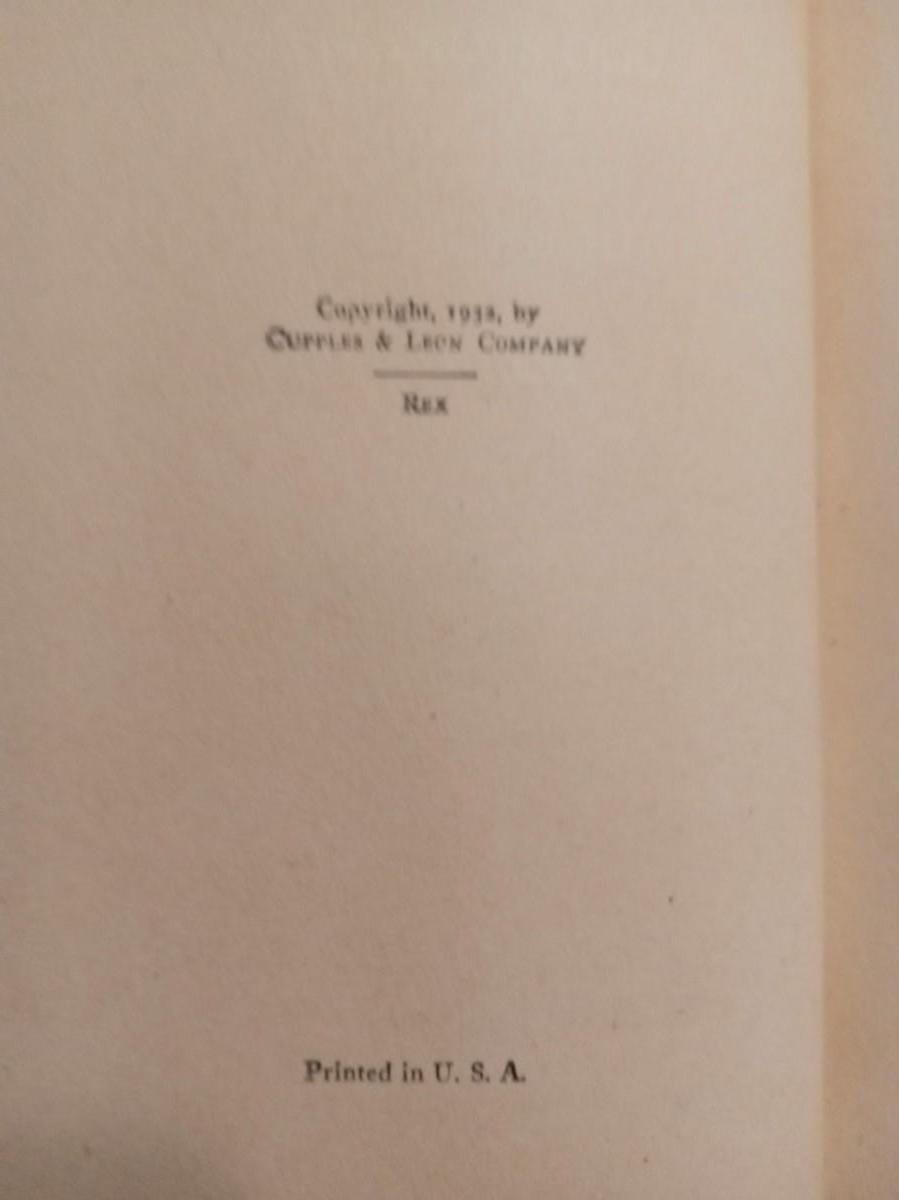 Copyright, 1932, by
CUPPLES & LEON COMPANY
REX
Printed in U. S. A.